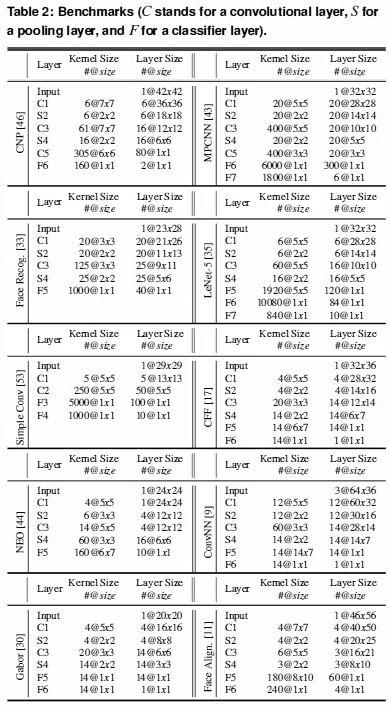 Table 2: Benchmarks (C stands for a convolutional layer, S for
a pooling layer, and F for a classifier layer).
Layer Kernel Size #@size Layer Size #@size
CNP [46]
Input 1@42x42
C1 6@7x7 6@36x36
S2 6@2x2 6@18x18
C3 61@7x7 16@12x12
S4 16@2x2 16@6x6
C5 305@6x6 80@1x1
F6 160@1x1 2@1x1
Layer Kernel Size #@size Layer Size #@size
MPCNN [43]
Input 1@32x32
C1 20@5x5 20@28x28
S2 20@2x2 20@14x14
C3 400@5x5 20@10x10
S4 20@2x2 20@5x5
C5 400@3x3 20@3x3
F6 6000@1x1 300@1x1
F7 1800@1x1 6@1x1
Layer Kernel Size #@size Layer Size #@size
Face Recog. [33]
Input 1@23x28
C1 20@3x3 20@21x26
S2 20@2x2 20@11x13
C3 125@3x3 25@9x11
S4 25@2x2 25@5x6
F5 1000@1x1 40@1x1
Layer Kernel Size #@size Layer Size #@size
LeNet-5 [35]
Input 1@32x32
C1 6@5x5 6@28x28
S2 6@2x2 6@14x14
C3 60@5x5 16@10x10
S4 16@2x2 16@5x5
F5 1920@5x5 120@1x1
F6 10080@1x1 84@1x1
F7 840@1x1 10@1x1
Layer Kernel Size #@size Layer Size #@size
Simple Conv [53]
Input 1@29x29
C1 5@5x5 5@13x13
C2 250@5x5 50@5x5
F3 5000@1x1 100@1x1
F4 1000@1x1 10@1x1
Layer Kernel Size #@size Layer Size #@size
CFF [17]
Input 1@32x36
C1 4@5x5 4@28x32
S2 4@2x2 4@14x16
C3 20@3x3 14@12x14
S4 14@2x2 14@6x7
F5 14@6x7 14@1x1
F6 14@1x1 1@1x1
Layer Kernel Size #@size Layer Size #@size
NEO [44]
Input 1@24x24
C1 4@5x5 1@24x24
S2 6@3x3 4@12x12
C3 14@5x5 4@12x12
S4 60@3x3 16@6x6
F5 160@6x7 10@1x1
Layer Kernel Size #@size Layer Size #@size
ConvNN [9]
Input 3@64x36
C1 12@5x5 12@60x32
S2 12@2x2 12@30x16
C3 60@3x3 14@28x14
S4 14@2x2 14@14x7
F5 14@14x7 14@1x1
F6 14@1x1 1@1x1
Layer Kernel Size #@size Layer Size #@size
Gabor [30]
Input 1@20x20
C1 4@5x5 4@16x16
S2 4@2x2 4@8x8
C3 20@3x3 14@6x6
S4 14@2x2 14@3x3
F5 14@1x1 14@1x1
F6 14@1x1 1@1x1
Layer Kernel Size #@size Layer Size #@size
Face Align. [11]
Input 1@46x56
C1 4@7x7 4@40x50
S2 4@2x2 4@20x25
C3 6@5x5 3@16x21
S4 3@2x2 3@8x10
F5 180@8x10 60@1x1
F6 240@1x1 4@1x1